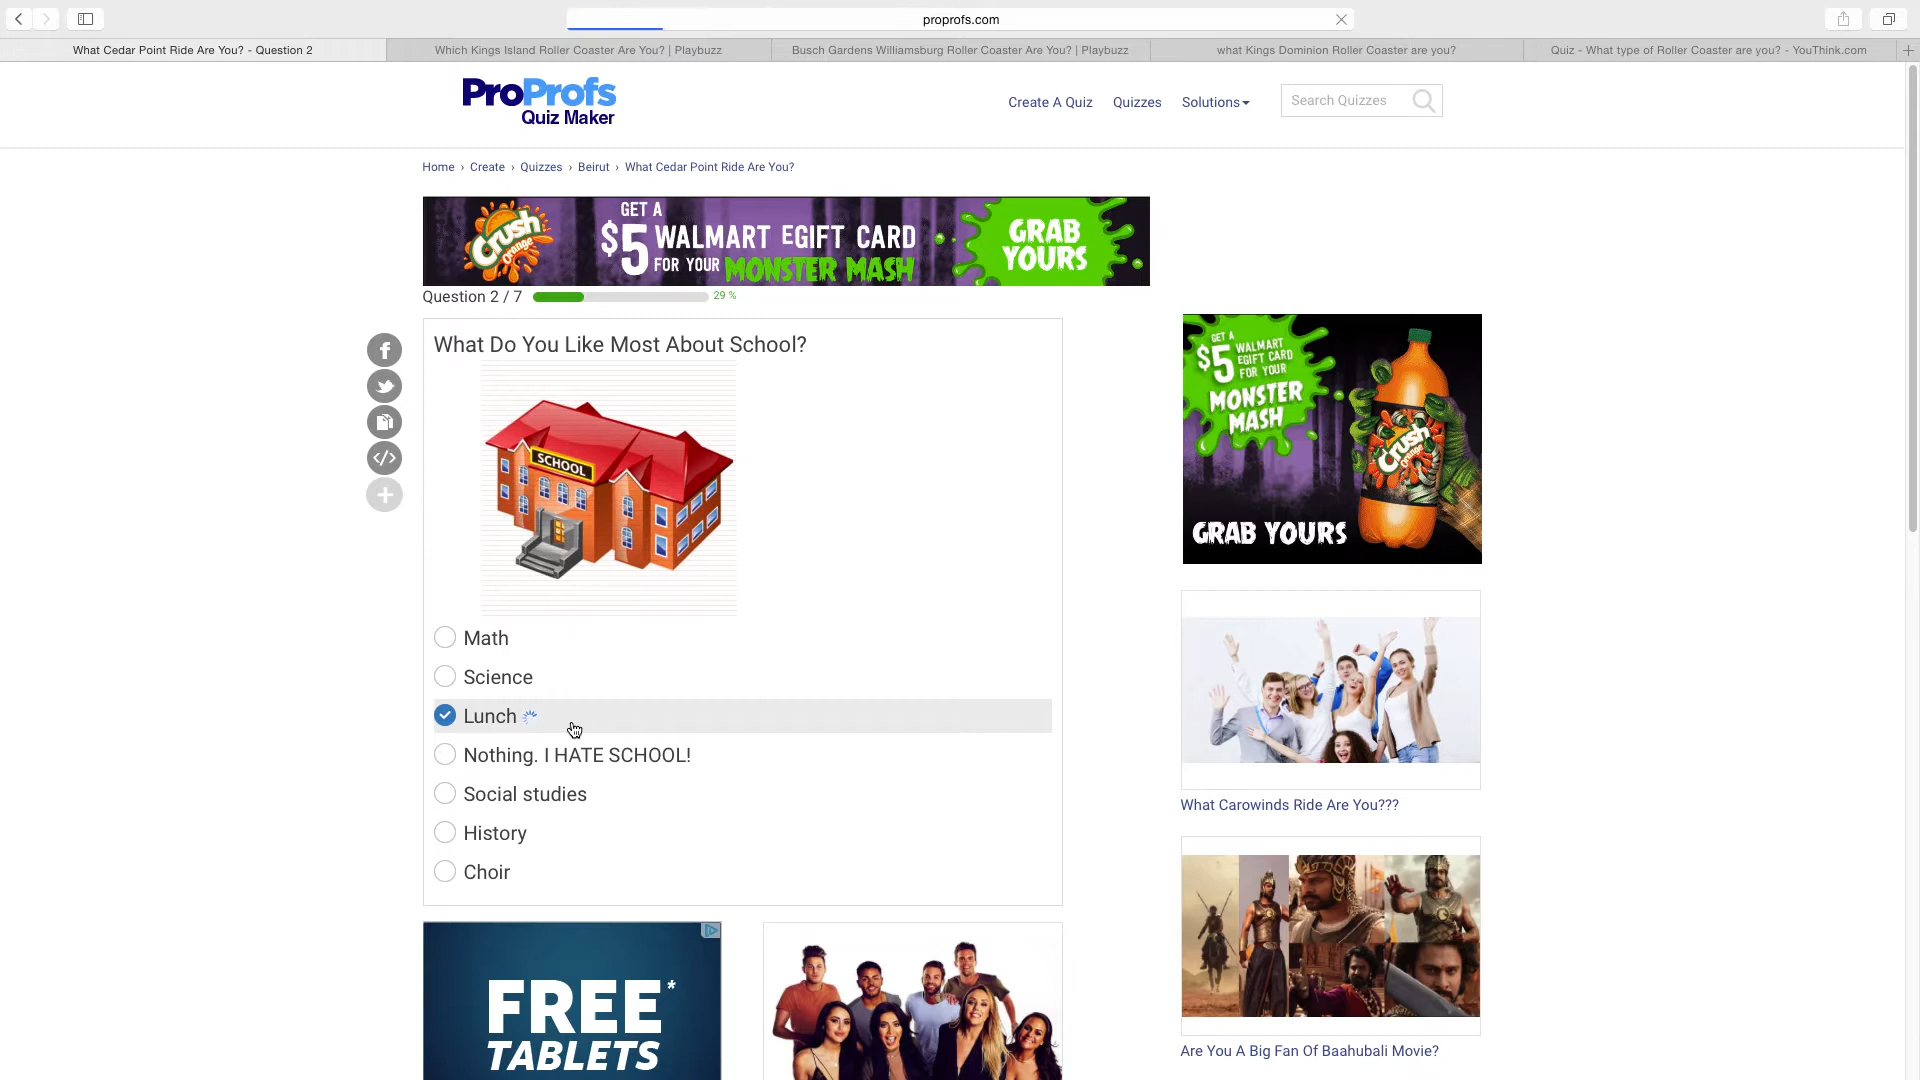 proprofs.com
What Cedar Point Ride Are You? - Question 2
Which Kings Island Roller Coaster Are You? | Playbuzz
Busch Gardens Williamsburg Roller Coaster Are You? | Playbuzz
what Kings Dominion Roller Coaster are you?
Quiz - What type of Roller Coaster are you? - YouThink.com
ProProfs
Quiz Maker
Create A Quiz
Quizzes
Solutions
Search Quizzes
Home › Create › Quizzes › Beirut › What Cedar Point Ride Are You?
Crush
Orange
GET A
$5 WALMART EGIFT CARD
FOR YOUR MONSTER MASH
GRAB
YOURS
Question 2 / 7
29 %
What Do You Like Most About School?
SCHOOL
Math
Science
Lunch
Nothing. I HATE SCHOOL!
Social studies
History
Choir
GET A
$5 WALMART
EGIFT CARD
FOR YOUR
MONSTER
MASH
Crush
GRAB YOURS
What Carowinds Ride Are You???
Are You A Big Fan Of Baahubali Movie?
FREE*
TABLETS